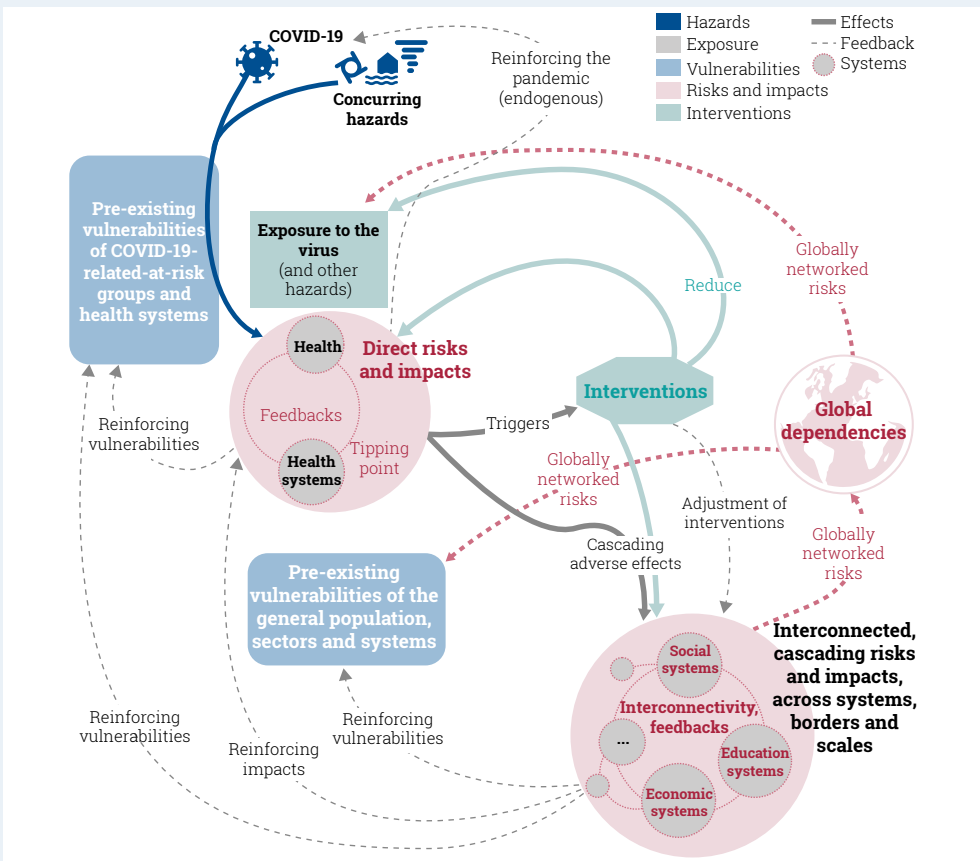 COVID-19
Concurring
hazards
Reinforcing the
pandemic
(endogenous)
Hazards
Exposure
Vulnerabilities
Risks and impacts
Interventions
Effects
Feedback
Systems
Pre-existing
vulnerabilities
of COVID-19-
related-at-risk
groups and
health systems
Exposure to the
virus
(and other
hazards)
Globally
networked
risks
Reduce
Health
Direct risks
and impacts
Feedbacks
Tipping
point
Health
systems
Interventions
Global
dependencies
Triggers
Reinforcing
vulnerabilities
Globally
networked
risks
Adjustment of
interventions
Globally
networked
risks
Cascading
adverse effects
Pre-existing
vulnerabilities of the
general population,
sectors and systems
Interconnected,
cascading risks
and impacts,
across systems,
borders and
scales
Social
systems
Interconnectivity,
feedbacks
...
Education
systems
Economic
systems
Reinforcing
vulnerabilities
Reinforcing
impacts
Reinforcing
vulnerabilities